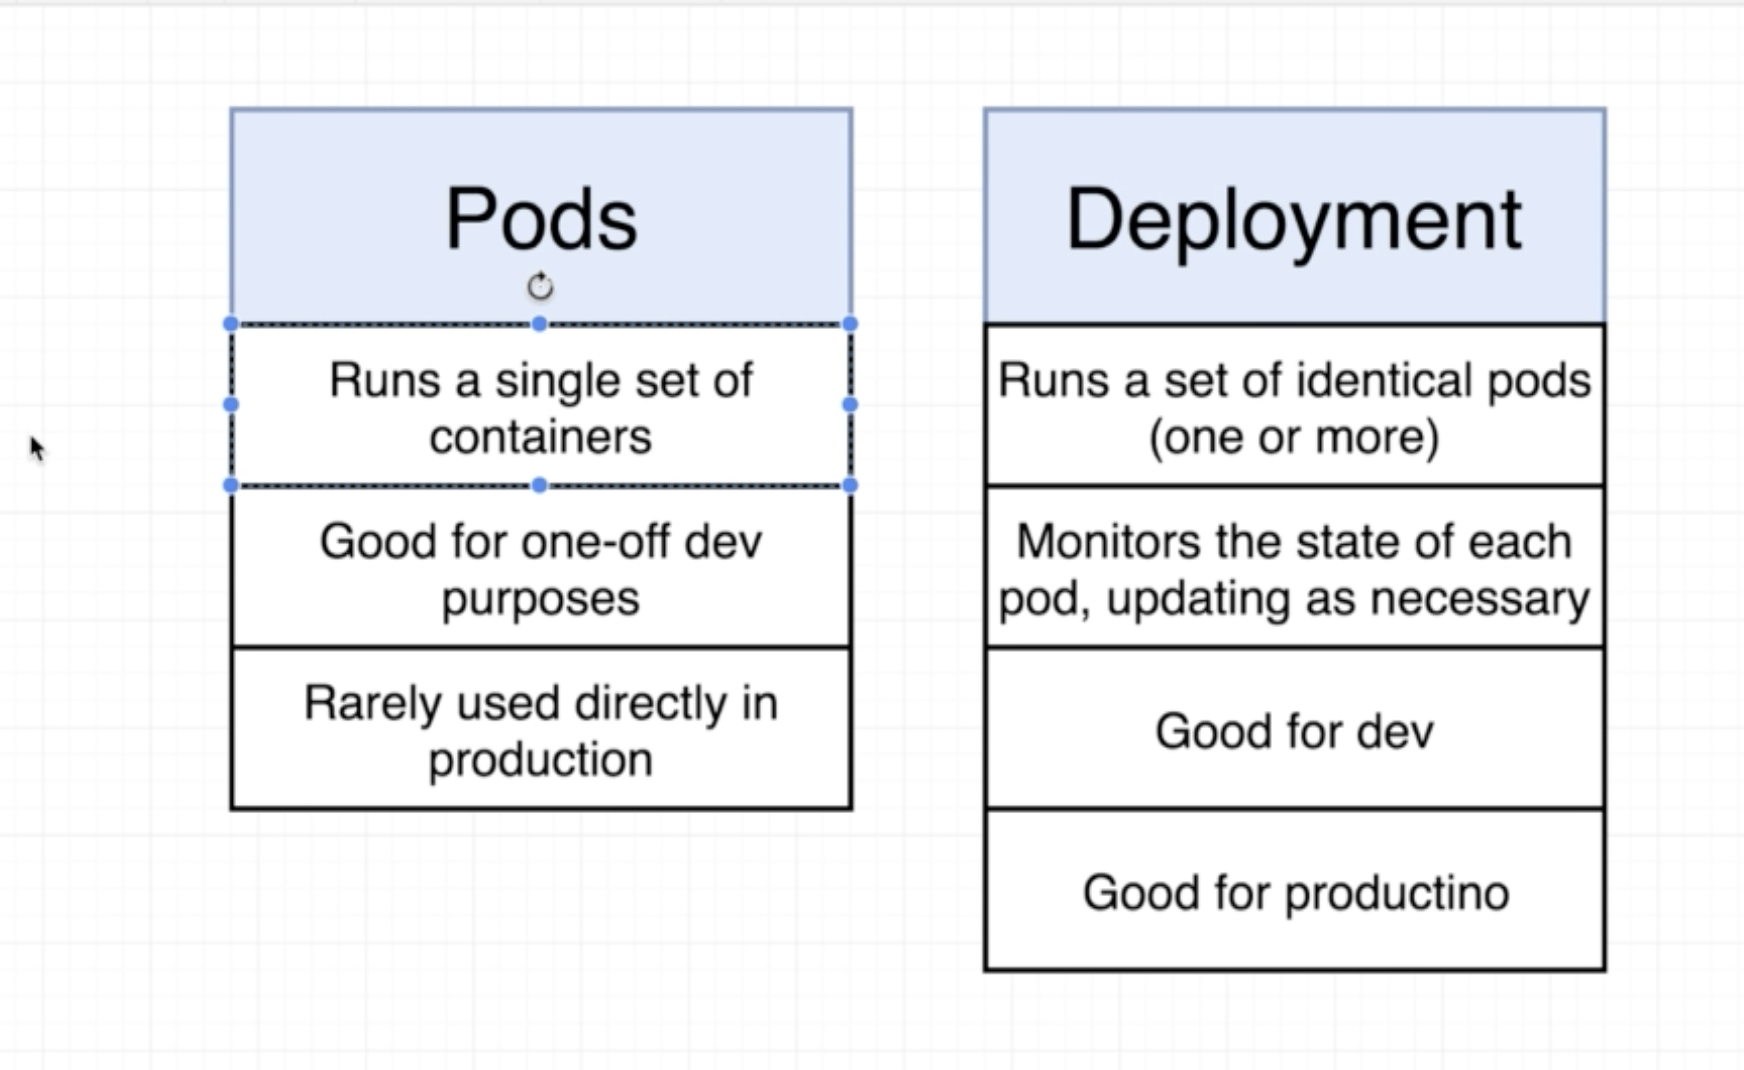 Pods
Runs a single set of
containers
Good for one-off dev
purposes
Rarely used directly in
production
Deployment
Runs a set of identical pods
(one or more)
Monitors the state of each
pod, updating as necessary
Good for dev
Good for productino